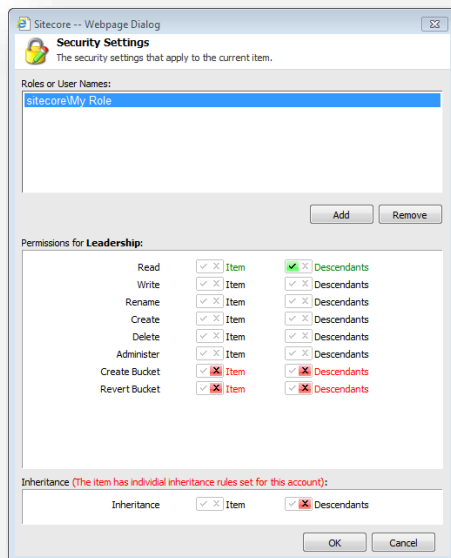 Sitecore -- Webpage Dialog
Security Settings
The security settings that apply to the current item.
Roles or User Names:
sitecore\My Role
Add Remove
Permissions for Leadership:
Read Item Descendants
Write Item Descendants
Rename Item Descendants
Create Item Descendants
Delete Item Descendants
Administer Item Descendants
Create Bucket Item Descendants
Revert Bucket Item Descendants
Inheritance (The item has individial inheritance rules set for this account):
Inheritance Item Descendants
OK Cancel